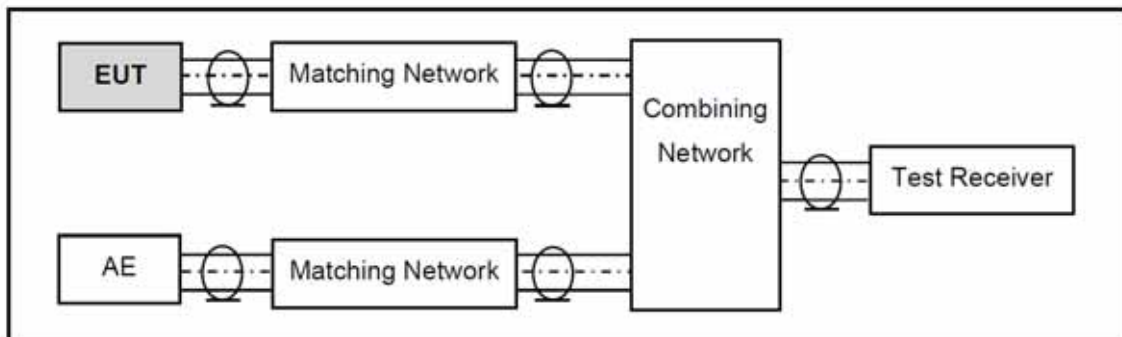 EUT
Matching Network
Combining
Network
Test Receiver
AE
Matching Network